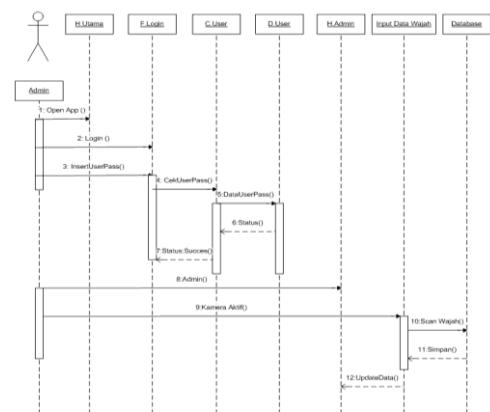 H.Utama
F.Login
C.User
D.User
H.Admin
Input Data Wajah
Database
Admin
1: Open App ()
2: Login ()
3: InsertUserPass()
4: CekUserPass()
5:DataUserPass()
6:Status()
7:Status:Succes()
8:Admin()
9:Kamera Aktif()
10:Scan Wajah()
11:Simpan()
12:UpdateData()